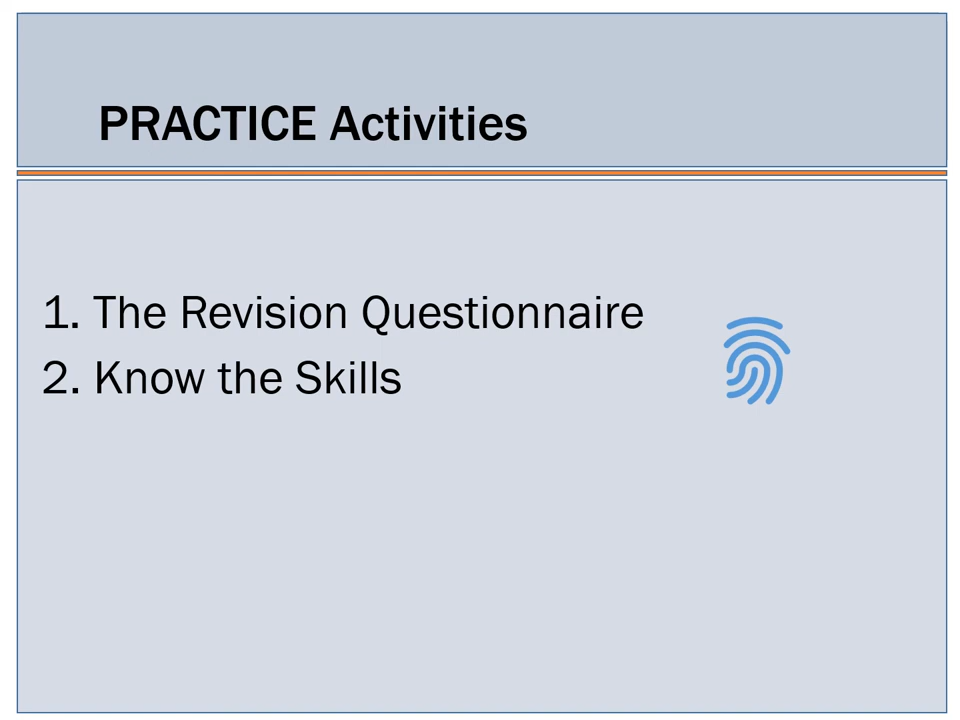 PRACTICE Activities
1. The Revision Questionnaire
2. Know the Skills